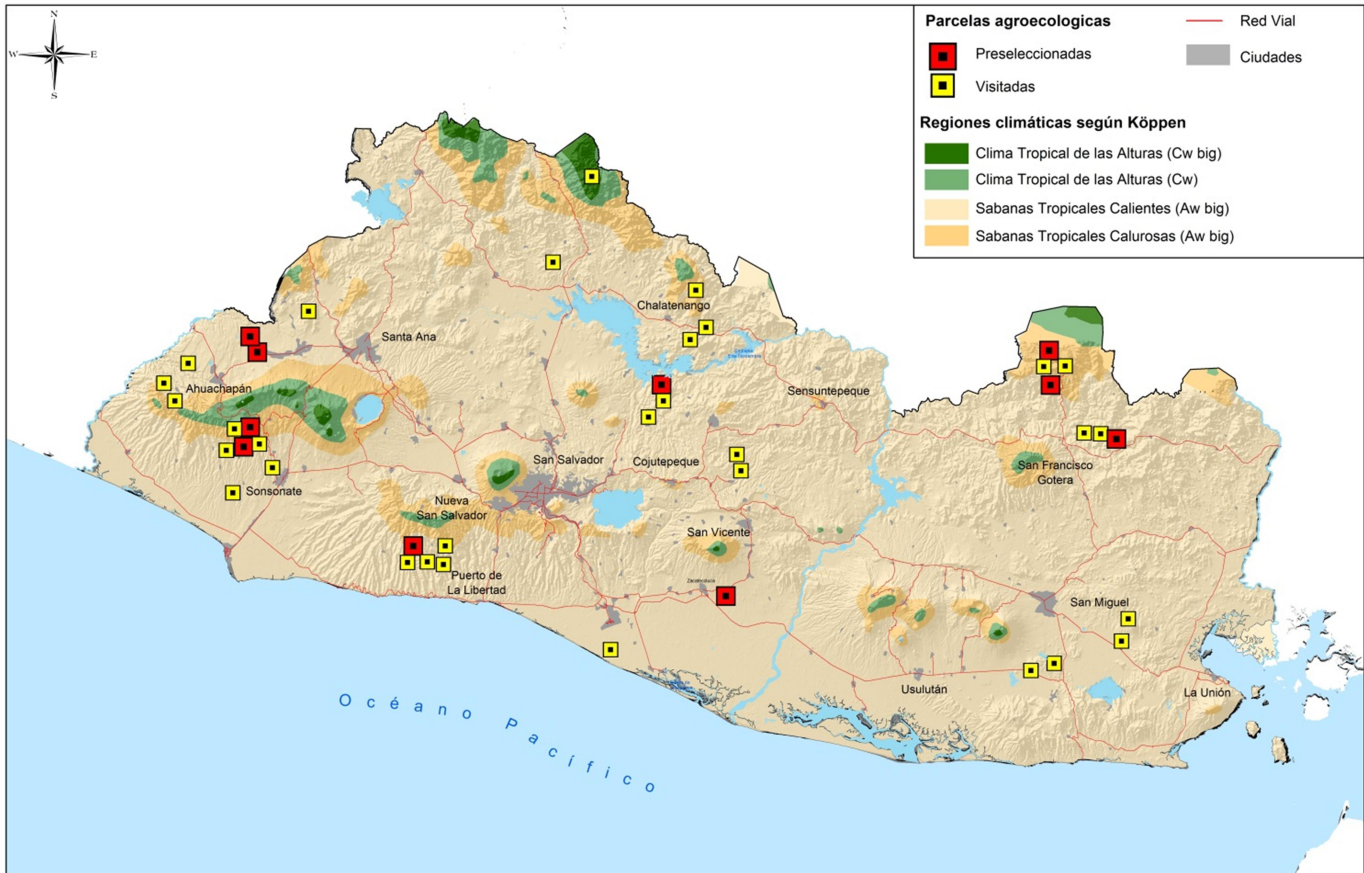 N
W
E
S
Parcelas agroecologicas
Preseleccionadas
Visitadas
Red Vial
Ciudades
Regiones climáticas según Köppen
Clima Tropical de las Alturas (Cw big)
Clima Tropical de las Alturas (Cw)
Sabanas Tropicales Calientes (Aw big)
Sabanas Tropicales Calurosas (Aw big)
Chalatenango
Santa Ana
Ahuachapán
Sensuntepeque
San Salvador
Cojutepeque
San Francisco
Gotera
Sonsonate
Nueva
San Salvador
San Vicente
Puerto de
La Libertad
Zacatecoluca
San Miguel
Usulután
La Unión
Océano Pacífico